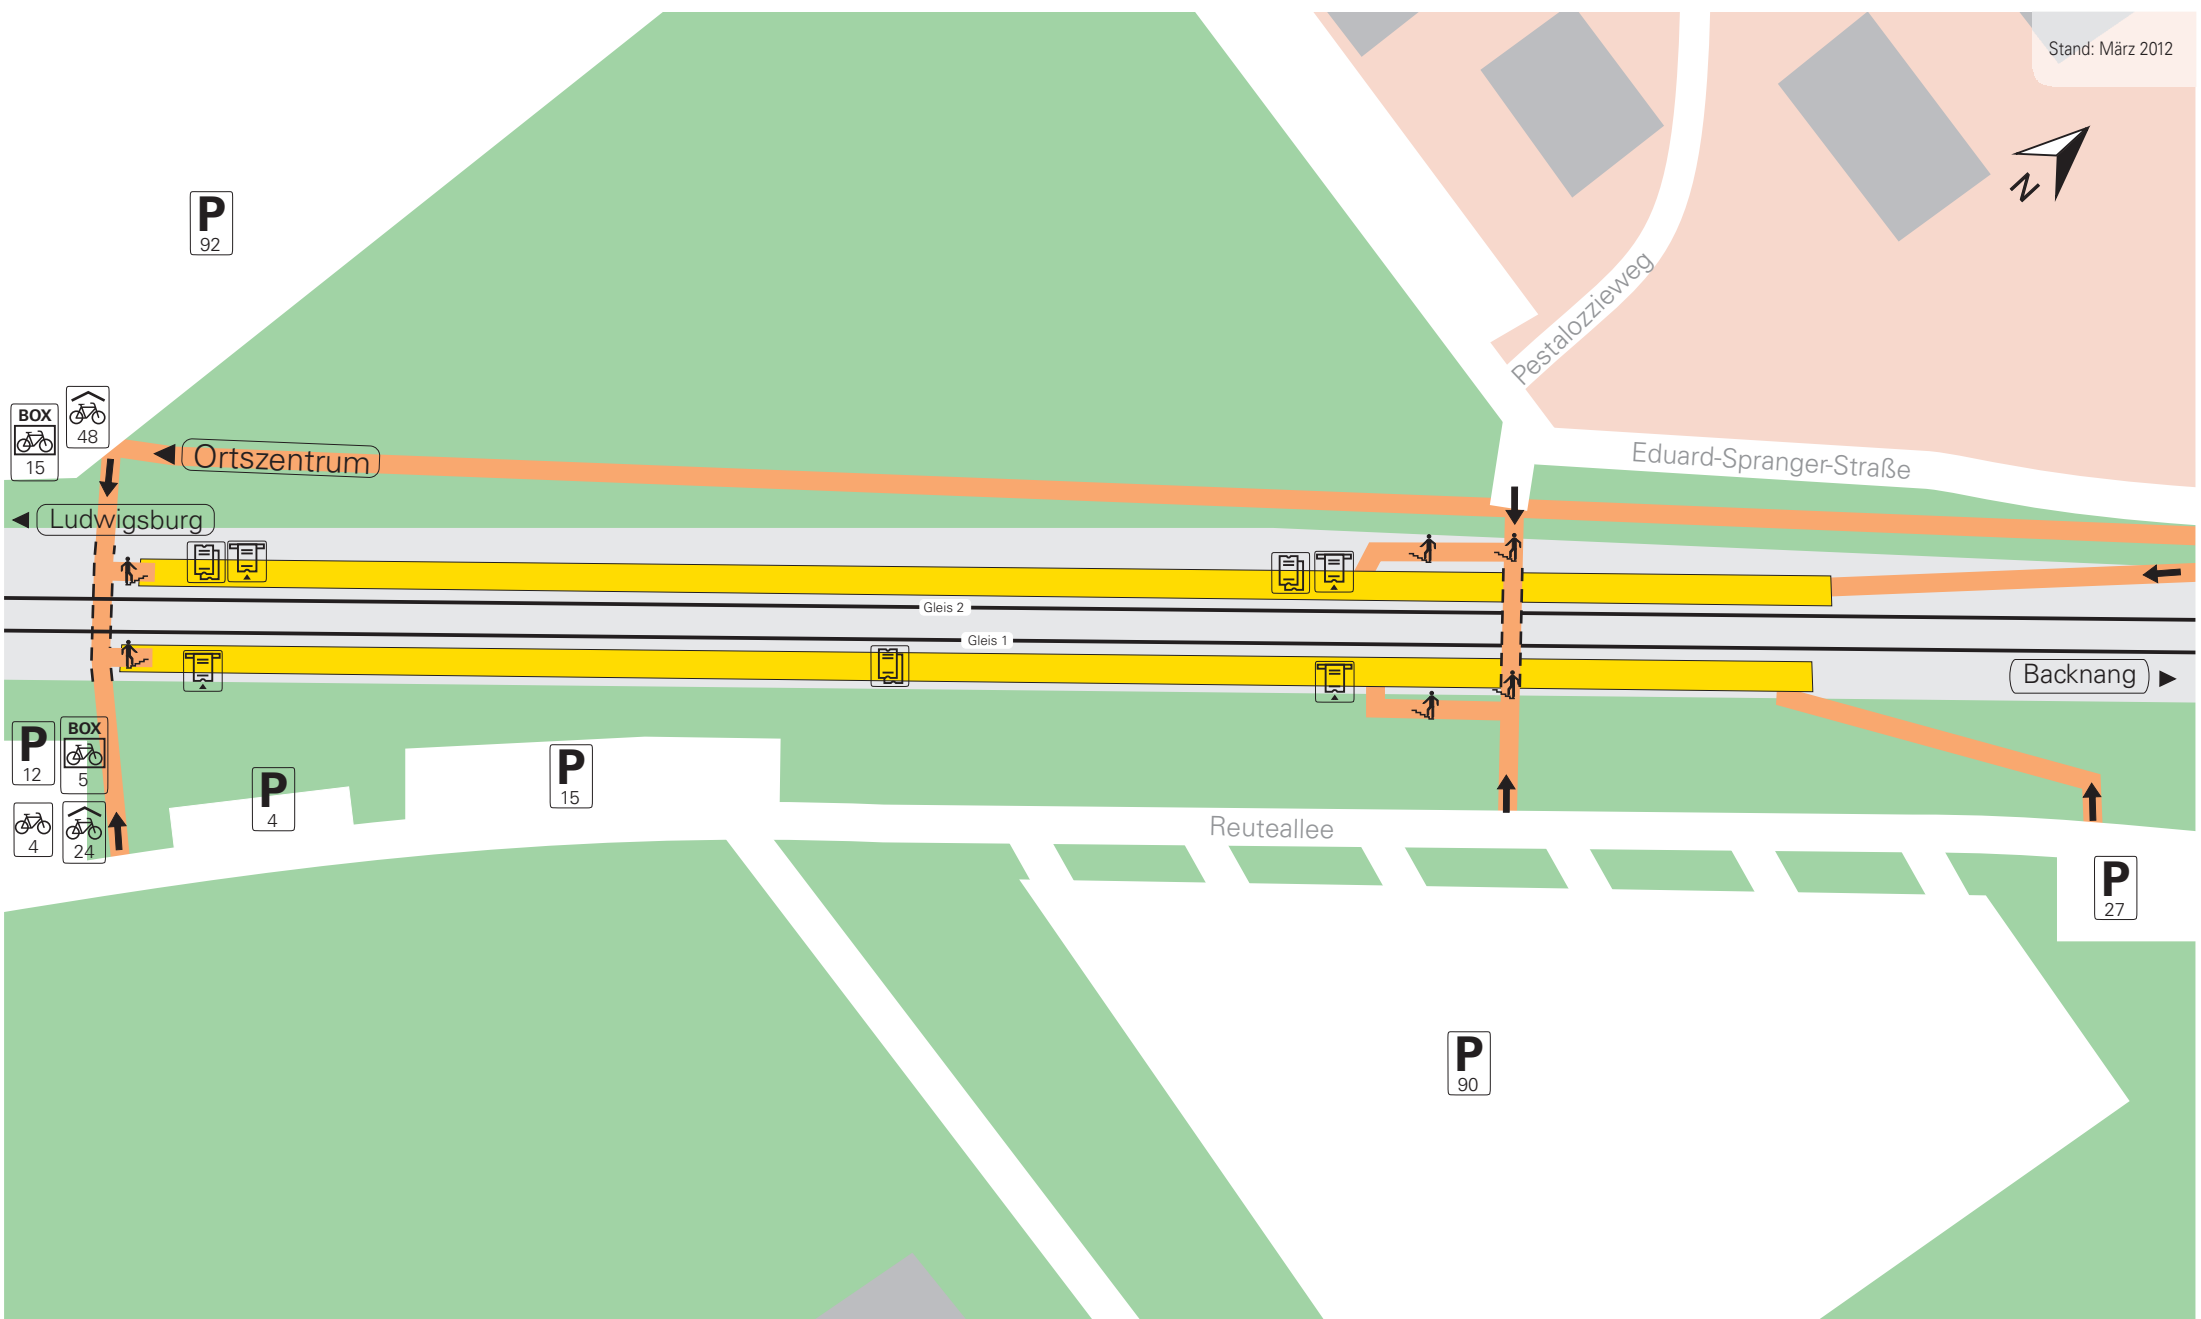 Stand: März 2012
N
P
92
Pestalozzieweg
BOX
15
48
Ortszentrum
Eduard-Spranger-Straße
Ludwigsburg
Gleis 2
Gleis 1
Backnang
P
12
BOX
5
P
4
P
15
4
24
Reuteallee
P
27
P
90